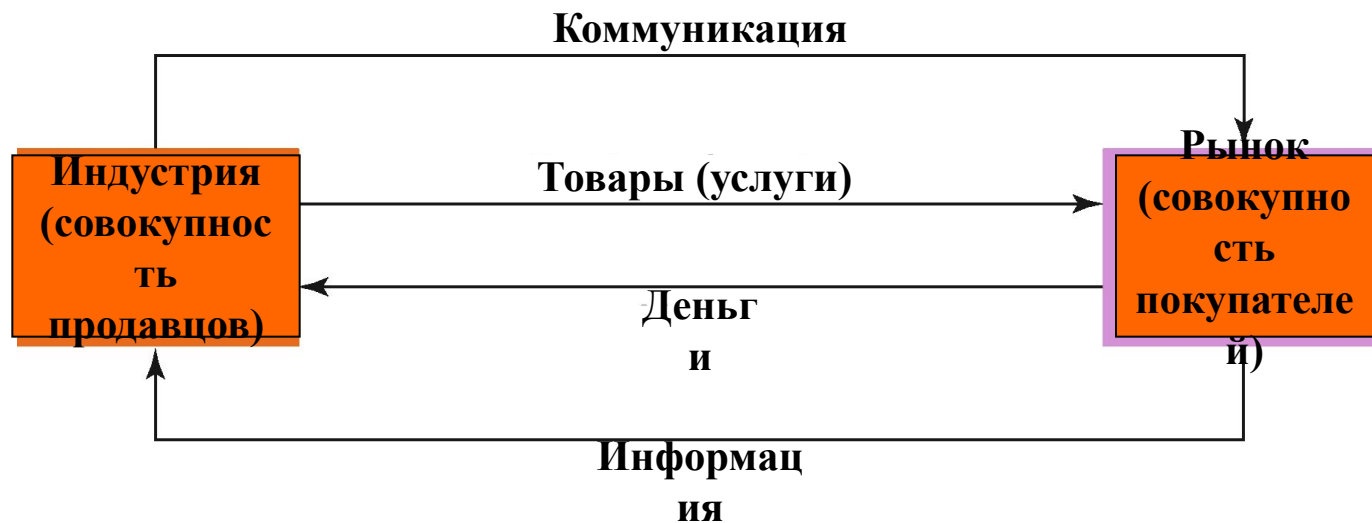 Коммуникация
Индустрия
(совокупнос
ть
продавцов)
Товары (услуги)
Деньг
и
Рынок
(совокупно
сть
покупателе
й)
Информац
ия